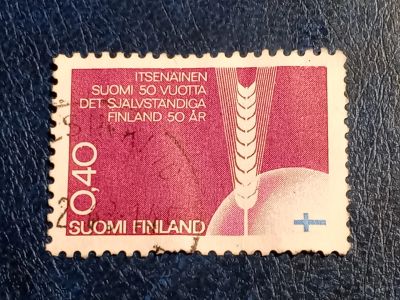 ITSENÄINEN
SUOMI 50 VUOTTA
DET SJÄLVSTÄNDIGA
FINLAND 50 ÅR
0,40
SUOMI FINLAND